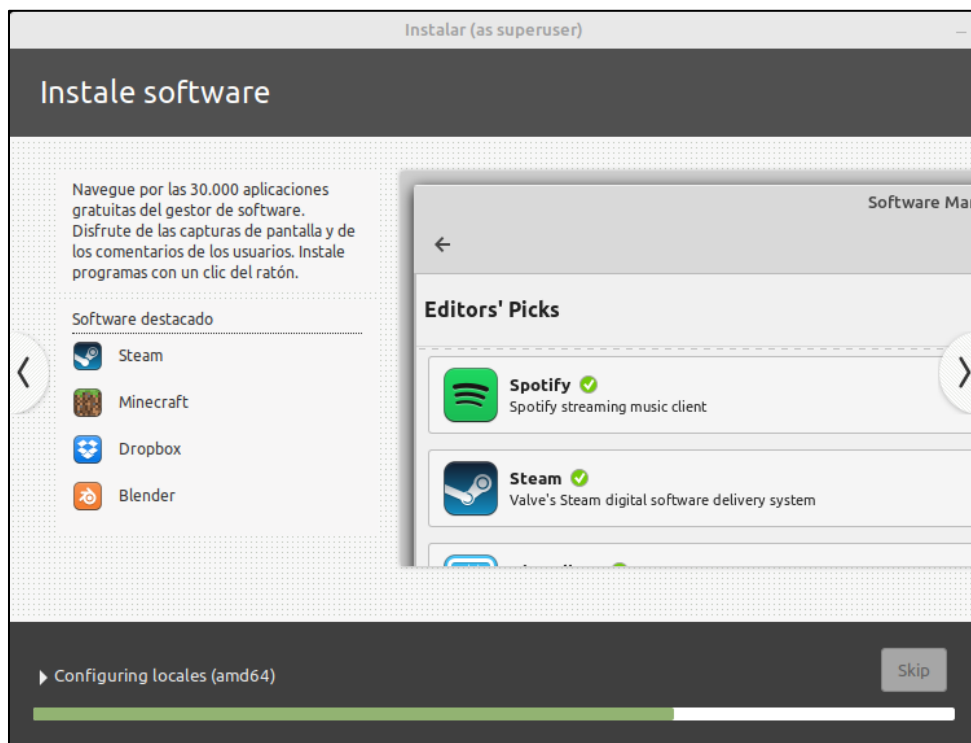 Instalar (as superuser)
Instale software
Navegue por las 30.000 aplicaciones
gratuitas del gestor de software.
Disfrute de las capturas de pantalla y de
los comentarios de los usuarios. Instale
programas con un clic del ratón.
Software destacado
Steam
Minecraft
Dropbox
Blender
Software
Editors' Picks
Spotify
Spotify streaming music client
Steam
Valve's Steam digital software delivery system
Configuring locales (amd64)
Skip